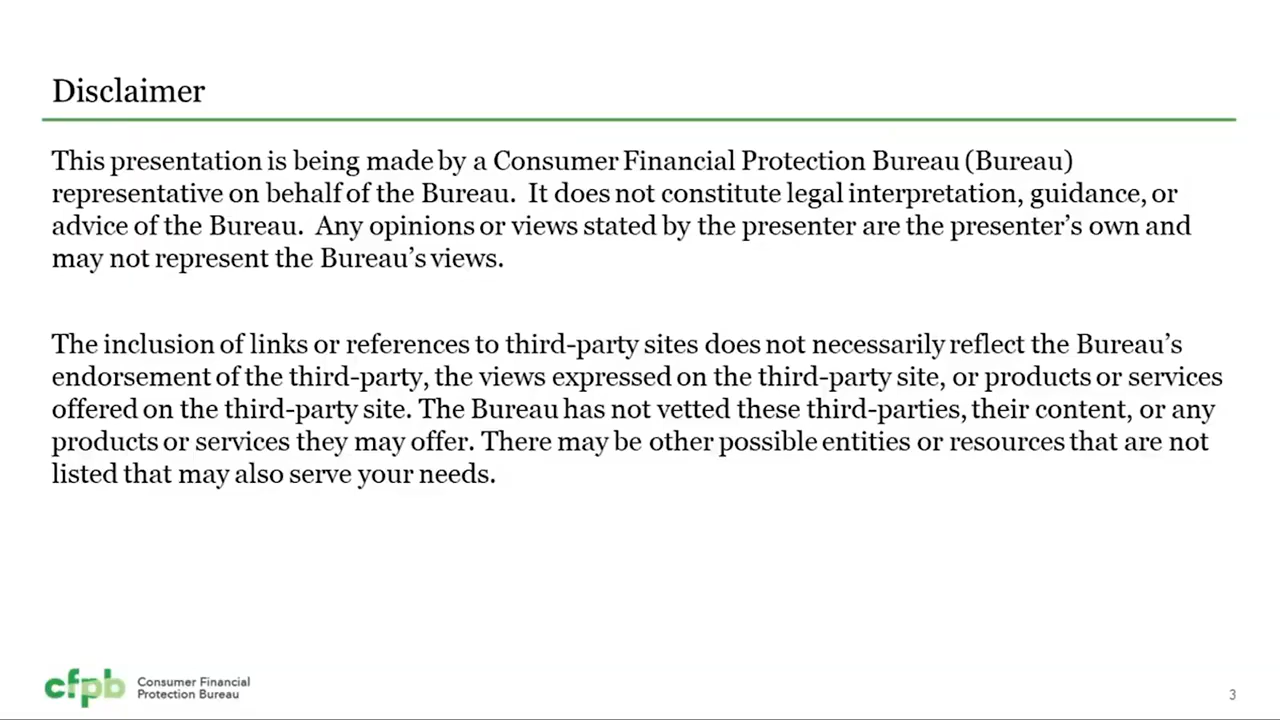 Disclaimer
This presentation is being made by a Consumer Financial Protection Bureau (Bureau)
representative on behalf of the Bureau.  It does not constitute legal interpretation, guidance, or
advice of the Bureau.  Any opinions or views stated by the presenter are the presenter’s own and
may not represent the Bureau’s views.
The inclusion of links or references to third-party sites does not necessarily reflect the Bureau’s
endorsement of the third-party, the views expressed on the third-party site, or products or services
offered on the third-party site. The Bureau has not vetted these third-parties, their content, or any
products or services they may offer. There may be other possible entities or resources that are not
listed that may also serve your needs.
cfpb
Consumer Financial
Protection Bureau
3